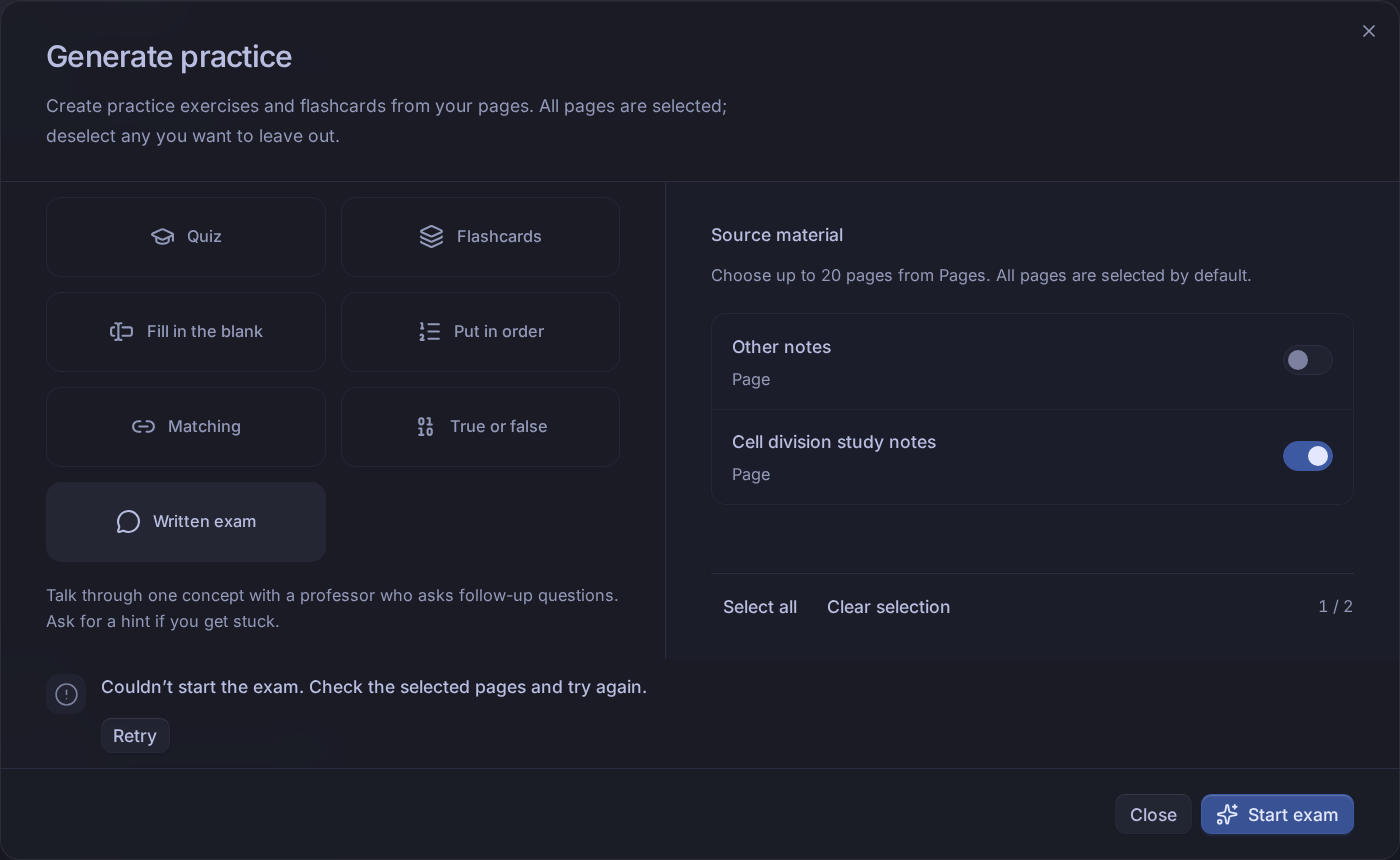 Generate practice
Create practice exercises and flashcards from your pages. All pages are selected;
deselect any you want to leave out.
Quiz
Flashcards
Fill in the blank
Put in order
Matching
True or false
Written exam
Talk through one concept with a professor who asks follow-up questions.
Ask for a hint if you get stuck.
Source material
Choose up to 20 pages from Pages. All pages are selected by default.
Other notes
Page
Cell division study notes
Page
Select all
Clear selection
1 / 2
Couldn’t start the exam. Check the selected pages and try again.
Retry
Close
Start exam